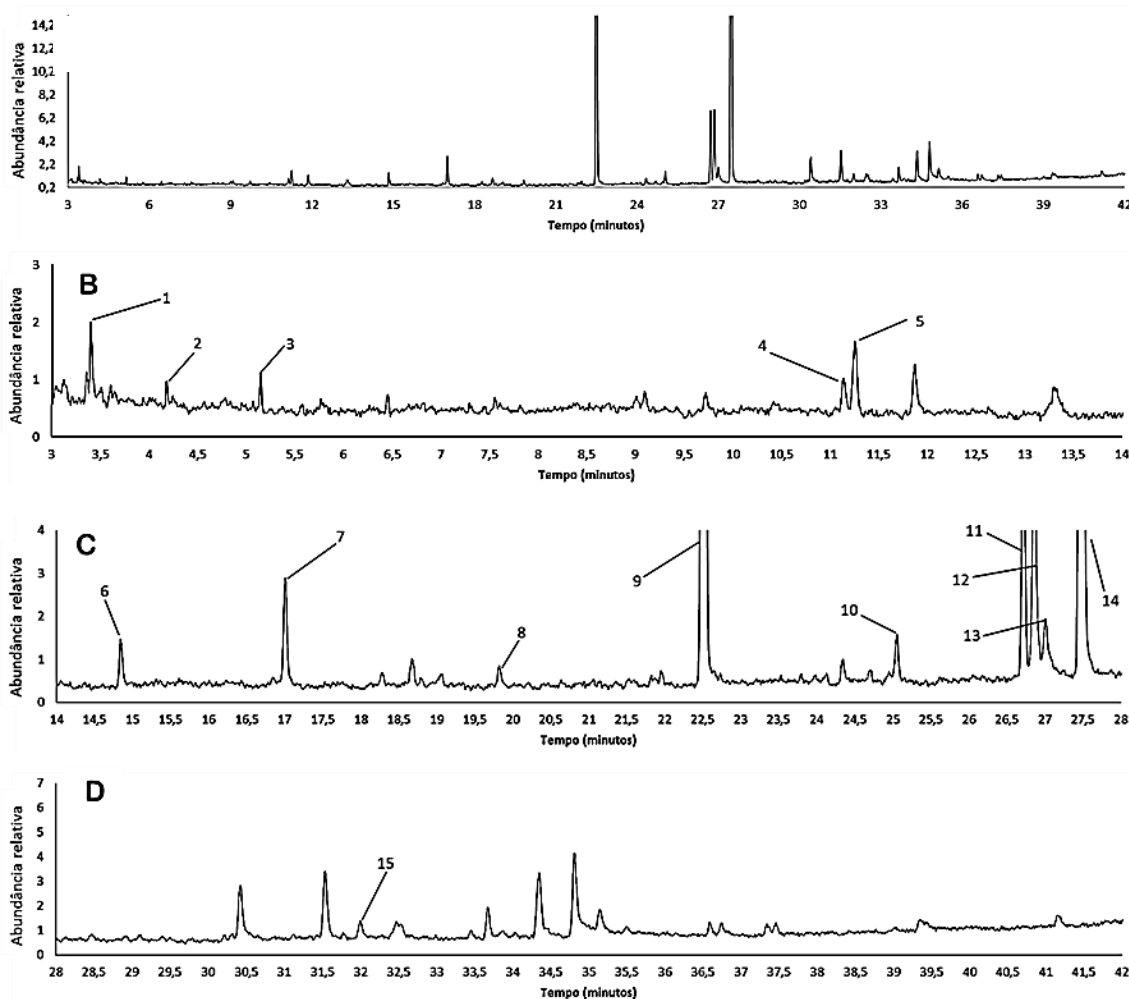 Abundância relativa
14,2
12,2
10,2
8,2
6,2
4,2
2,2
0,2
3 6 9 12 15 18 21 24 27 30 33 36 39 42
Tempo (minutos)
B
Abundância relativa
3
2
1
0
1
2
3
4
5
3 3,5 4 4,5 5 5,5 6 6,5 7 7,5 8 8,5 9 9,5 10 10,5 11 11,5 12 12,5 13 13,5 14
Tempo (minutos)
C
Abundância relativa
4
3
2
1
0
6
7
8
9
10
11
12
13
14
14 14,5 15 15,5 16 16,5 17 17,5 18 18,5 19 19,5 20 20,5 21 21,5 22 22,5 23 23,5 24 24,5 25 25,5 26 26,5 27 27,5 28
Tempo (minutos)
D
Abundância relativa
7
6
5
4
3
2
1
0
15
28 28,5 29 29,5 30 30,5 31 31,5 32 32,5 33 33,5 34 34,5 35 35,5 36 36,5 37 37,5 38 38,5 39 39,5 40 40,5 41 41,5 42
Tempo (minutos)